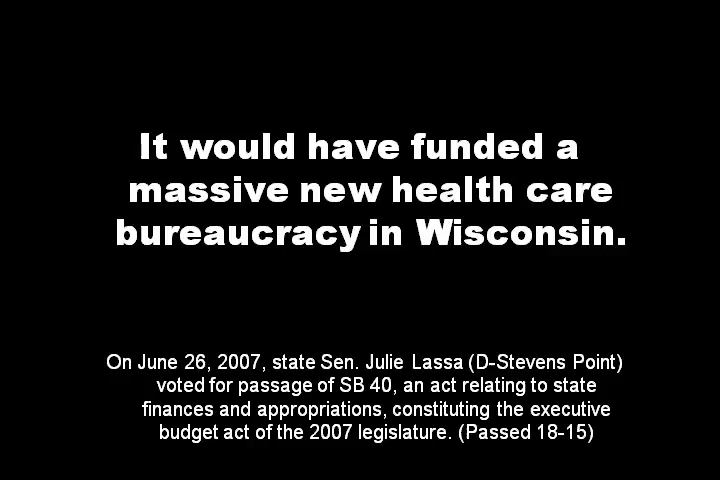 It would have funded a
massive new health care
bureaucracy in Wisconsin.
On June 26, 2007, state Sen. Julie Lassa (D-Stevens Point)
voted for passage of SB 40, an act relating to state
finances and appropriations, constituting the executive
budget act of the 2007 legislature. (Passed 18-15)